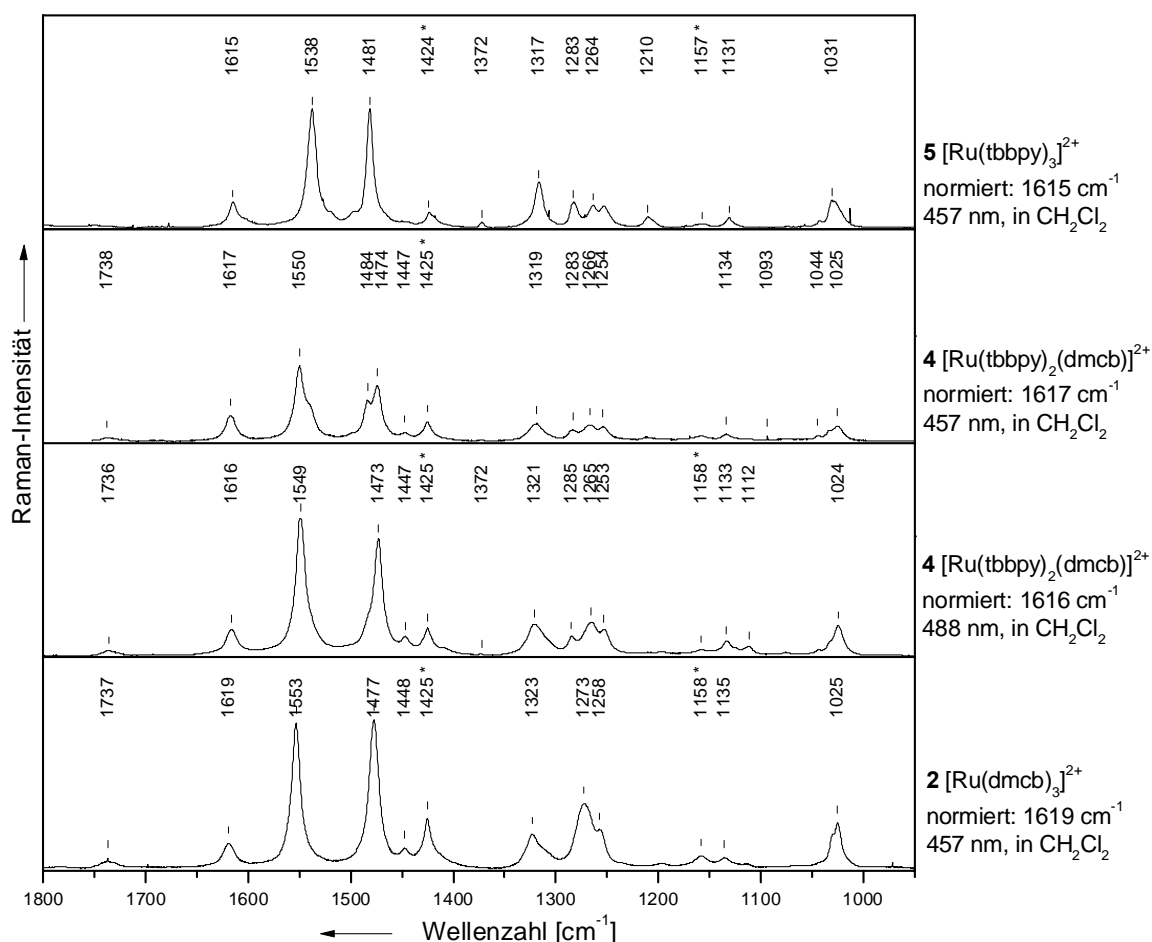 1615 1538 1481 1424 * 1372 1317 1283 1264 1210 1157 * 1131 1031
5 [Ru(tbbpy)₃]²⁺
normiert: 1615 cm⁻¹
457 nm, in CH₂Cl₂
1738 1617 1550 1484 1474 1447 1425 * 1319 1283 1266 1254 1134 1093 1044 1025
4 [Ru(tbbpy)₂(dmcb)]²⁺
normiert: 1617 cm⁻¹
457 nm, in CH₂Cl₂
1736 1616 1549 1473 1447 1425 * 1372 1321 1285 1265 1253 1158 * 1133 1112 1024
4 [Ru(tbbpy)₂(dmcb)]²⁺
normiert: 1616 cm⁻¹
488 nm, in CH₂Cl₂
1737 1619 1553 1477 1448 1425 * 1323 1273 1258 1158 * 1135 1025
2 [Ru(dmcb)₃]²⁺
normiert: 1619 cm⁻¹
457 nm, in CH₂Cl₂
Raman-Intensität
1800 1700 1600 1500 1400 1300 1200 1100 1000
Wellenzahl [cm⁻¹]